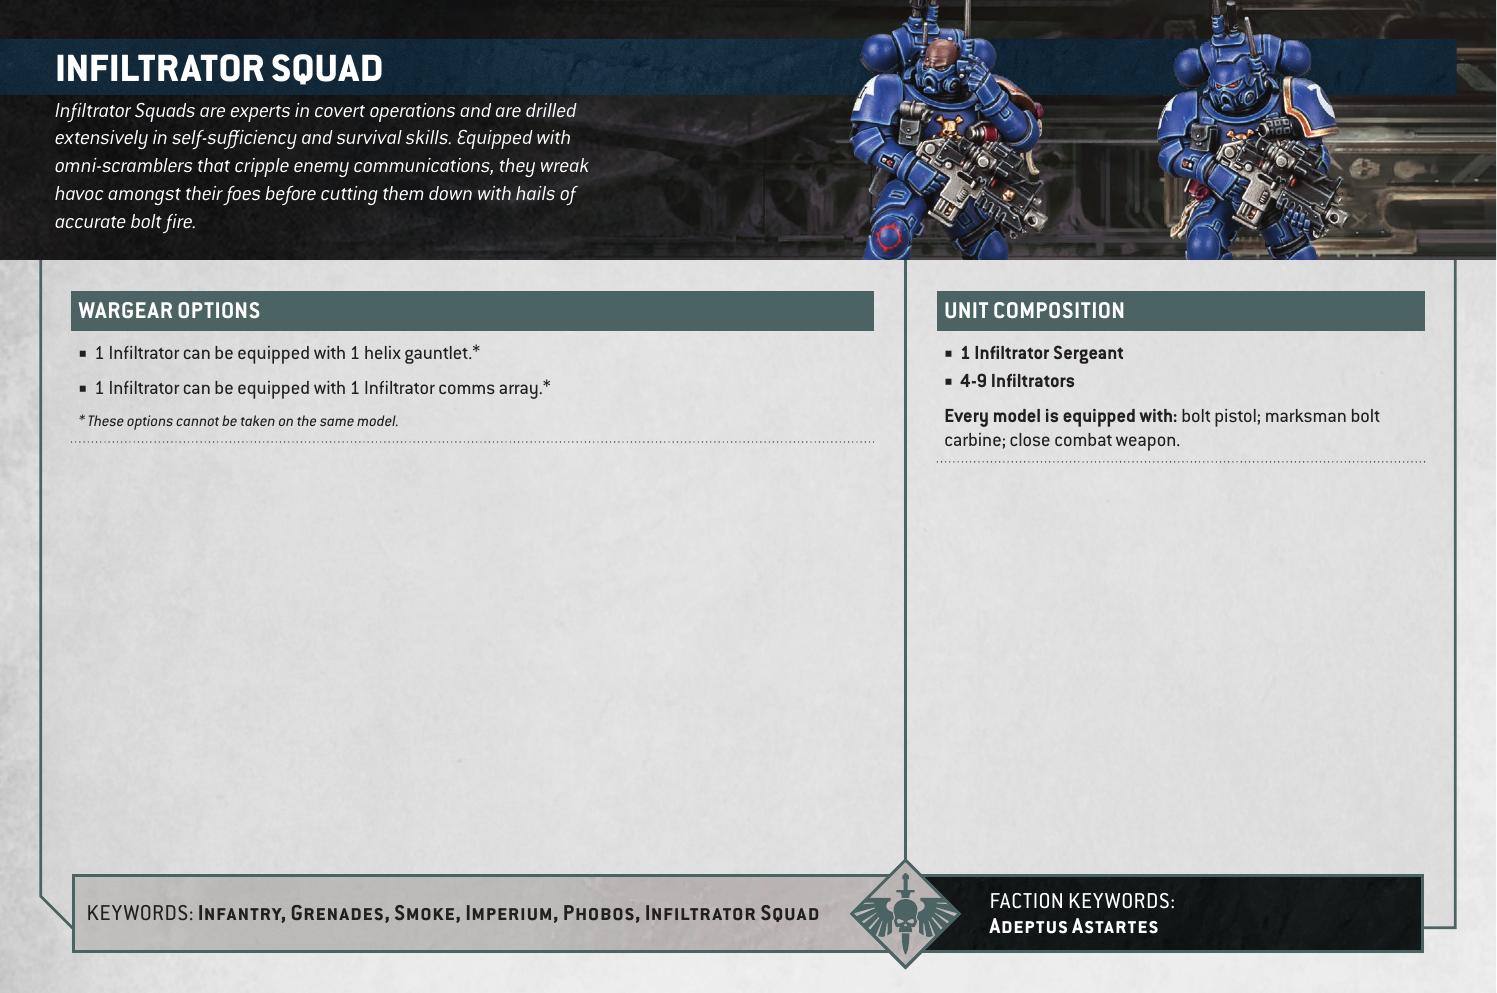 INFILTRATOR SQUAD
Infiltrator Squads are experts in covert operations and are drilled
extensively in self-sufficiency and survival skills. Equipped with
omni-scramblers that cripple enemy communications, they wreak
havoc amongst their foes before cutting them down with hails of
accurate bolt fire.
WARGEAR OPTIONS
■ 1 Infiltrator can be equipped with 1 helix gauntlet.*
■ 1 Infiltrator can be equipped with 1 Infiltrator comms array.*
* These options cannot be taken on the same model.
UNIT COMPOSITION
■ 1 Infiltrator Sergeant
■ 4-9 Infiltrators
Every model is equipped with: bolt pistol; marksman bolt
carbine; close combat weapon.
KEYWORDS: Infantry, Grenades, Smoke, Imperium, Phobos, Infiltrator Squad
FACTION KEYWORDS:
Adeptus Astartes